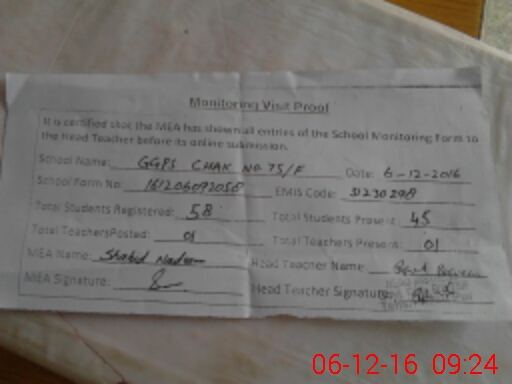 Monitoring Visit Proof
It is certified that the MEA has shown all entries of the School Monitoring Form to
the Head Teacher before its online submission.
School Name: GGPS CHAK No 75/F Date: 6-12-2016
School Form No: 161206092058 EMIS Code: 31230298
Total Students Registered: 58 Total Students Present: 45
Total TeachersPosted: 01 Total Teachers Present: 01
MEA Name: Shahid Nadeem Head Teacher Name
MEA Signature: Head Teacher Signature
06-12-16 09:24